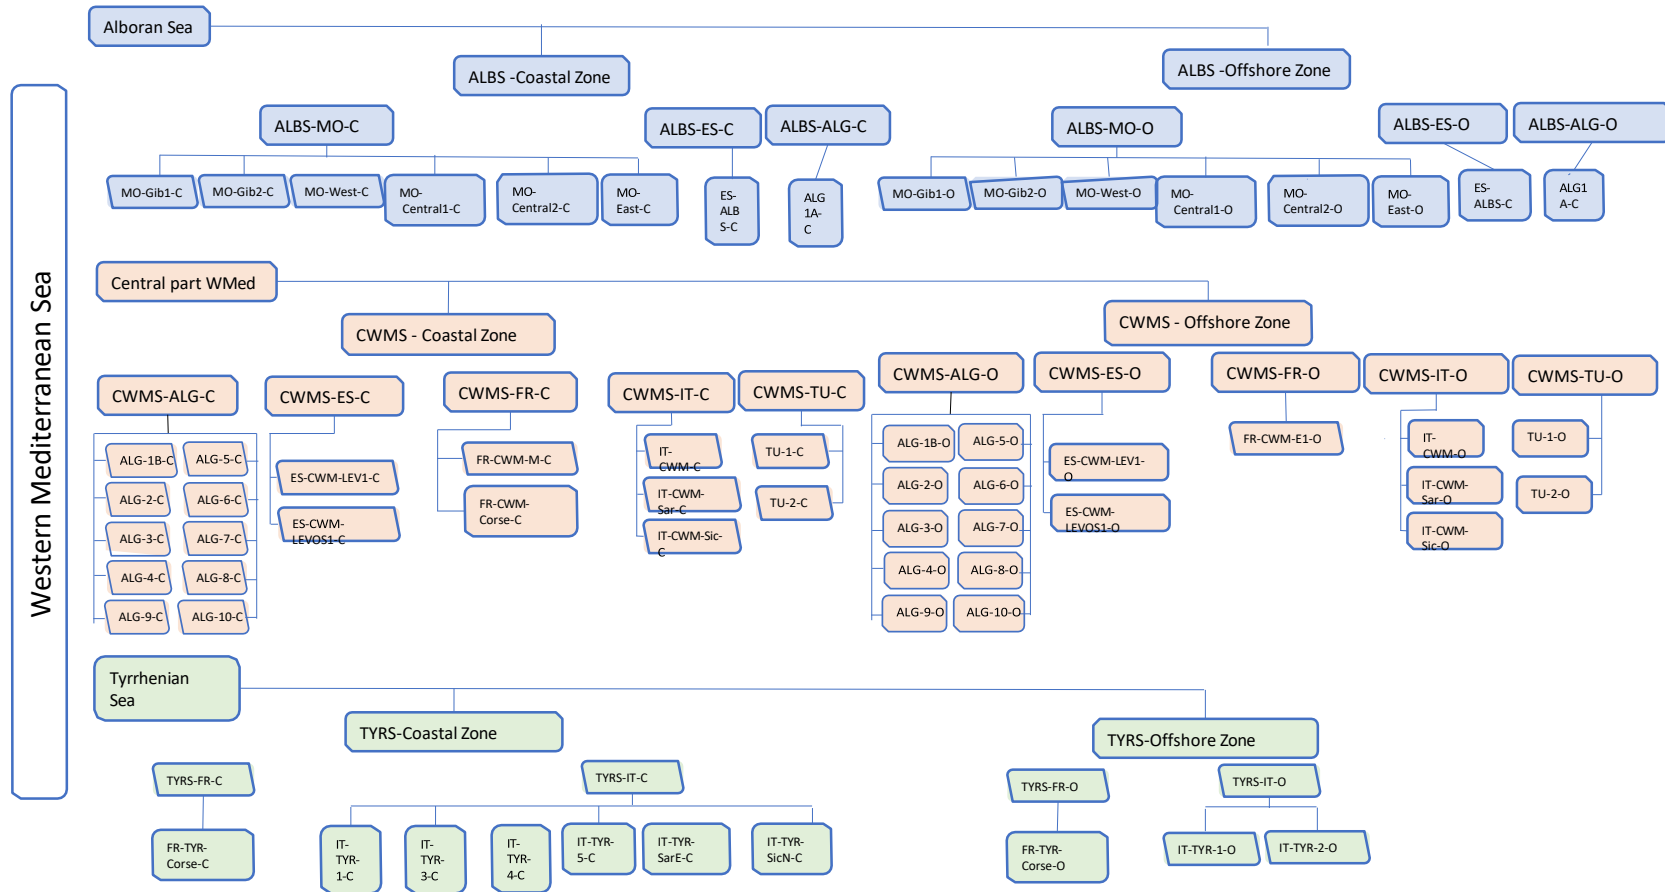 Western Mediterranean Sea
Alboran Sea
ALBS -Coastal Zone
ALBS -Offshore Zone
ALBS-MO-C
ALBS-ES-C
ALBS-ALG-C
ALBS-MO-O
ALBS-ES-O
ALBS-ALG-O
MO-Gib1-C
MO-Gib2-C
MO-West-C
MO-
Central1-C
MO-
Central2-C
MO-
East-C
ES-
ALB
S-C
ALG
1A-
C
MO-Gib1-O
MO-Gib2-O
MO-West-O
MO-
Central1-O
MO-
Central2-O
MO-
East-O
ES-
ALBS-C
ALG1
A-C
Central part WMed
CWMS - Coastal Zone
CWMS - Offshore Zone
CWMS-ALG-C
CWMS-ES-C
CWMS-FR-C
CWMS-IT-C
CWMS-TU-C
CWMS-ALG-O
CWMS-ES-O
CWMS-FR-O
CWMS-IT-O
CWMS-TU-O
ALG-1B-C
ALG-5-C
ALG-2-C
ALG-6-C
ALG-3-C
ALG-7-C
ALG-4-C
ALG-8-C
ALG-9-C
ALG-10-C
ES-CWM-LEV1-C
ES-CWM-
LEVOS1-C
FR-CWM-M-C
FR-CWM-
Corse-C
IT-
CWM-C
IT-CWM-
Sar-C
IT-CWM-Sic-
C
TU-1-C
TU-2-C
ALG-1B-O
ALG-5-O
ALG-2-O
ALG-6-O
ALG-3-O
ALG-7-O
ALG-4-O
ALG-8-O
ALG-9-O
ALG-10-O
ES-CWM-LEV1-
O
ES-CWM-
LEVOS1-O
FR-CWM-E1-O
IT-
CWM-O
IT-CWM-
Sar-O
IT-CWM-
Sic-O
TU-1-O
TU-2-O
Tyrrhenian
Sea
TYRS-Coastal Zone
TYRS-Offshore Zone
TYRS-FR-C
TYRS-IT-C
TYRS-FR-O
TYRS-IT-O
FR-TYR-
Corse-C
IT-
TYR-
1-C
IT-
TYR-
3-C
IT-
TYR-
4-C
IT-TYR-
5-C
IT-TYR-
SarE-C
IT-TYR-
SicN-C
FR-TYR-
Corse-O
IT-TYR-1-O
IT-TYR-2-O